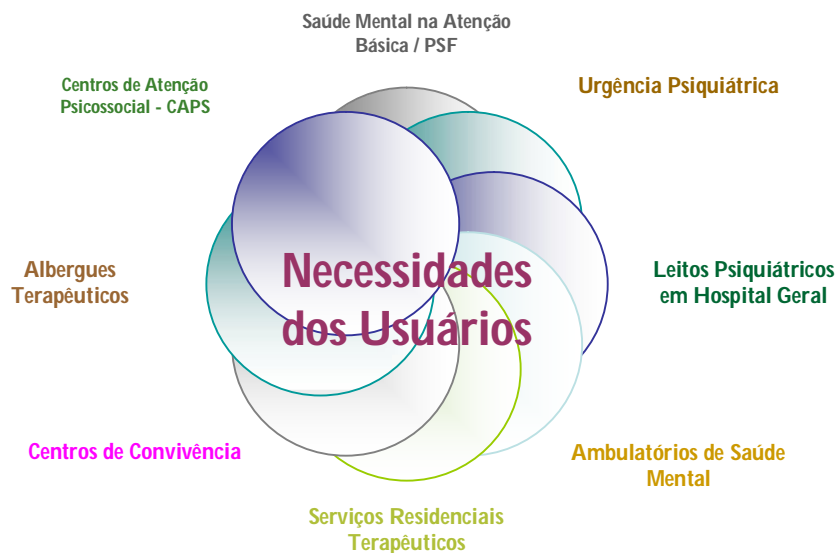 Saúde Mental na Atenção
Básica / PSF
Centros de Atenção
Psicossocial - CAPS
Urgência Psiquiátrica
Albergues
Terapêuticos
Necessidades
dos Usuários
Leitos Psiquiátricos
em Hospital Geral
Centros de Convivência
Ambulatórios de Saúde
Mental
Serviços Residenciais
Terapêuticos